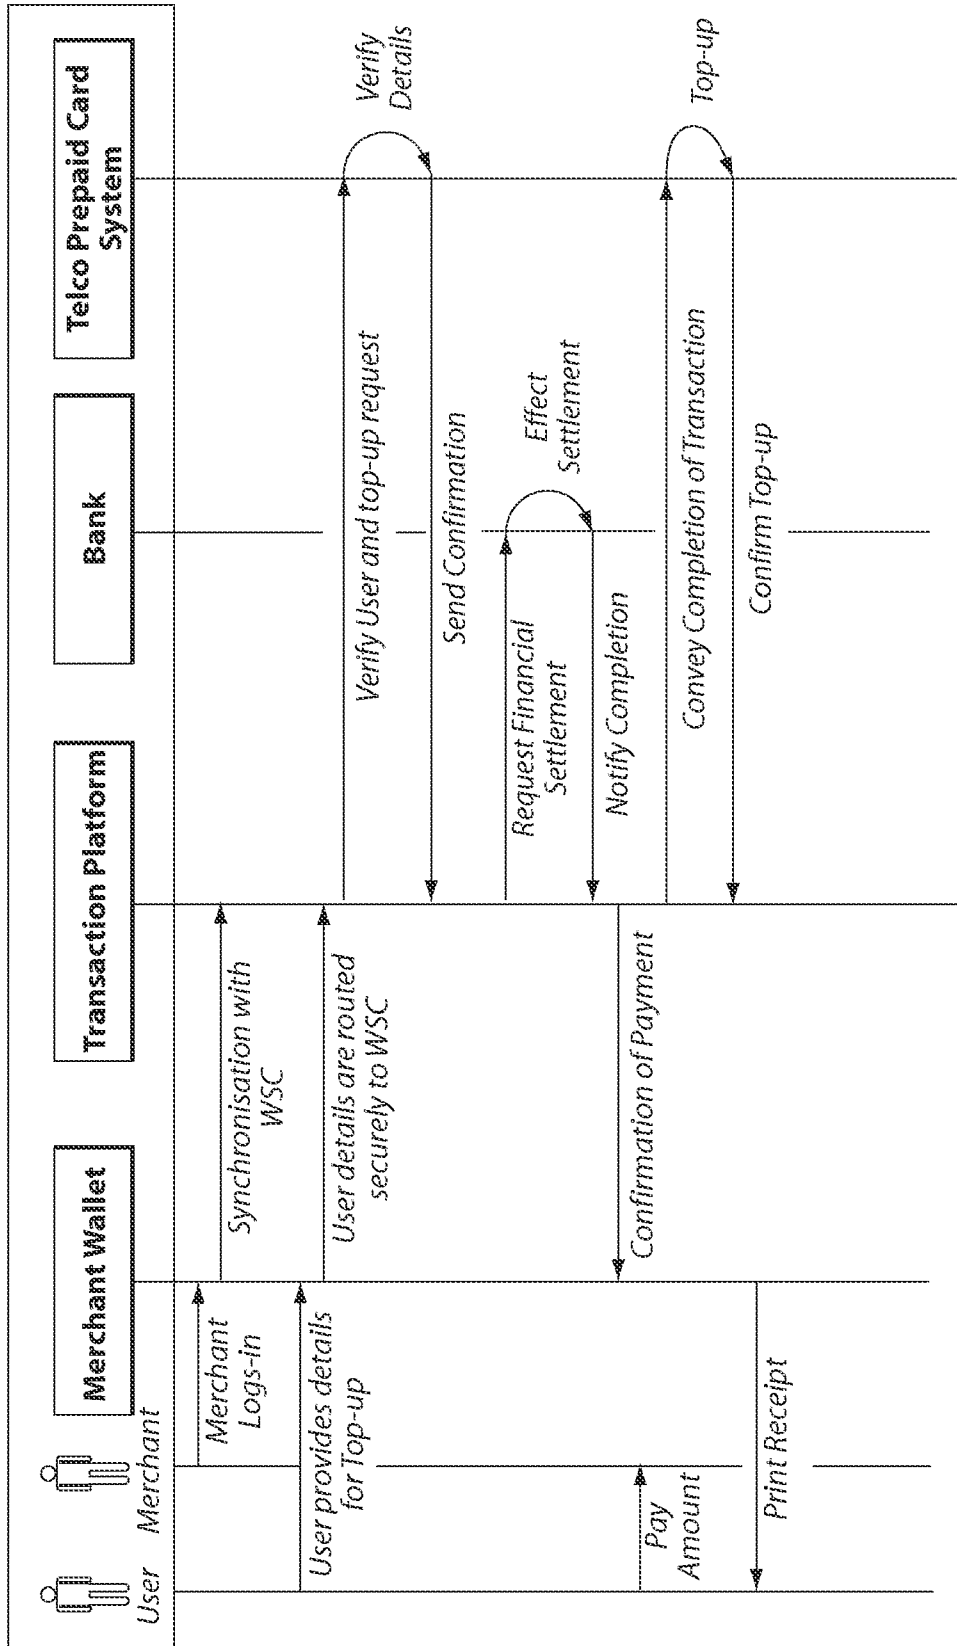 User
Merchant
Merchant Wallet
Transaction Platform
Bank
Telco Prepaid Card
System
Merchant
Logs-in
Synchronisation with
WSC
User provides details
for Top-up
User details are routed
securely to WSC
Verify User and top-up request
Verify
Details
Send Confirmation
Request Financial
Settlement
Effect
Settlement
Notify Completion
Confirmation of Payment
Pay
Amount
Convey Completion of Transaction
Top-up
Confirm Top-up
Print Receipt